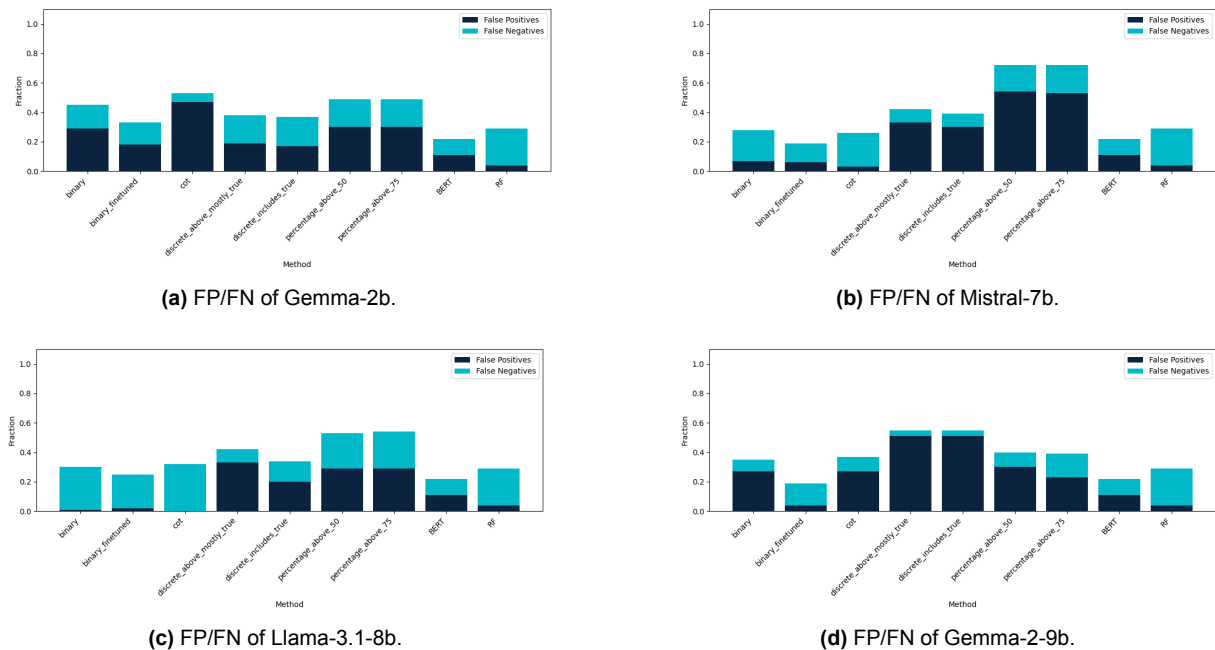 1.0
0.8
0.6
0.4
0.2
0.0
Fraction
False Positives
False Negatives
binary
binary_finetuned
cot
discrete_above_mostly_true
discrete_includes_true
percentage_above_50
percentage_above_75
BERT
RF
Method
(a) FP/FN of Gemma-2b.
1.0
0.8
0.6
0.4
0.2
0.0
Fraction
False Positives
False Negatives
binary
binary_finetuned
cot
discrete_above_mostly_true
discrete_includes_true
percentage_above_50
percentage_above_75
BERT
RF
Method
(b) FP/FN of Mistral-7b.
1.0
0.8
0.6
0.4
0.2
0.0
Fraction
False Positives
False Negatives
binary
binary_finetuned
cot
discrete_above_mostly_true
discrete_includes_true
percentage_above_50
percentage_above_75
BERT
RF
Method
(c) FP/FN of Llama-3.1-8b.
1.0
0.8
0.6
0.4
0.2
0.0
Fraction
False Positives
False Negatives
binary
binary_finetuned
cot
discrete_above_mostly_true
discrete_includes_true
percentage_above_50
percentage_above_75
BERT
RF
Method
(d) FP/FN of Gemma-2-9b.